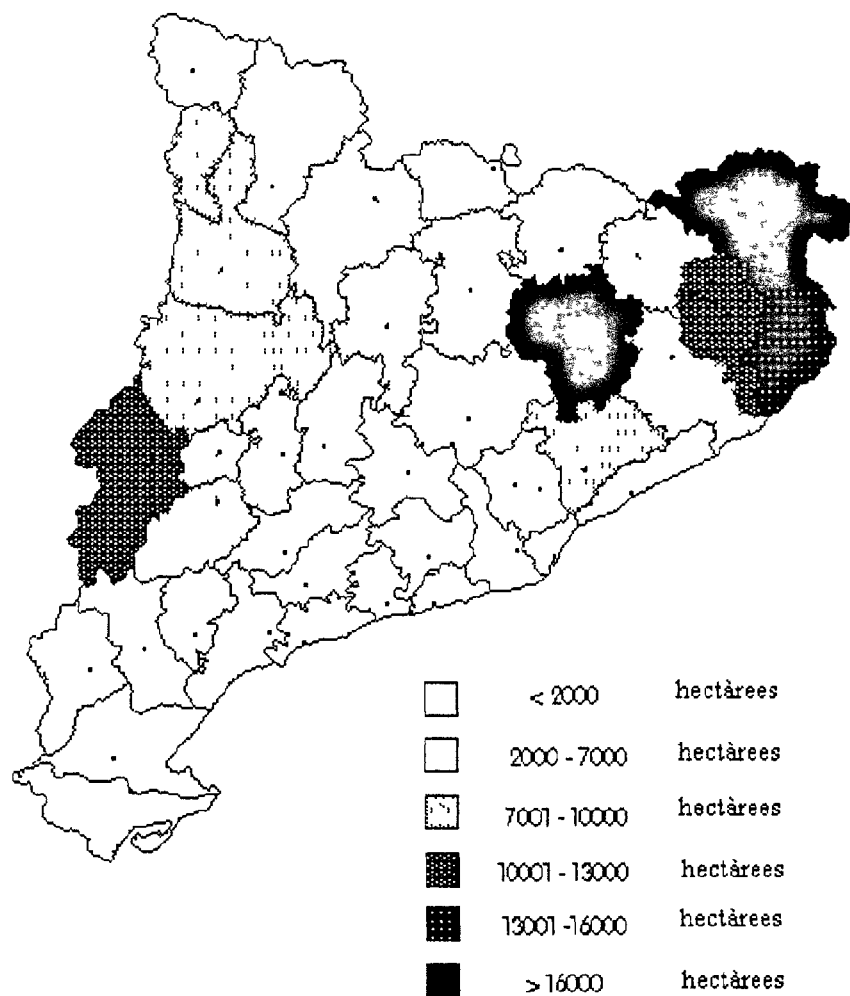 < 2000 hectàrees
2000 - 7000 hectàrees
7001 - 10000 hectàrees
10001 - 13000 hectàrees
13001 -16000 hectàrees
> 16000 hectàrees